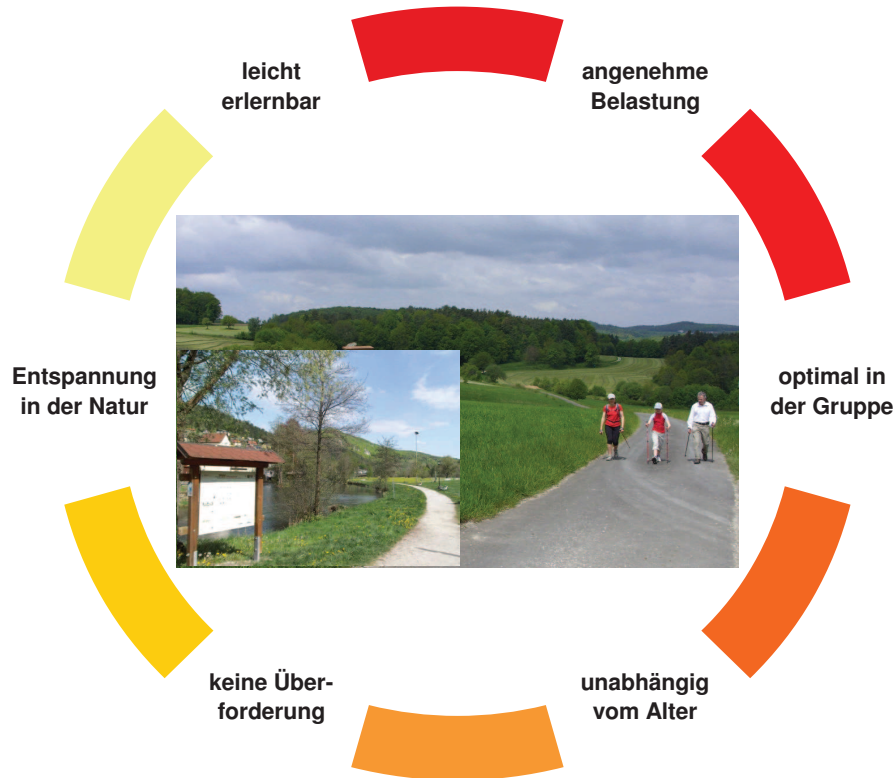 leicht
erlernbar
angenehme
Belastung
Entspannung
in der Natur
optimal in
der Gruppe
keine Über-
forderung
unabhängig
vom Alter